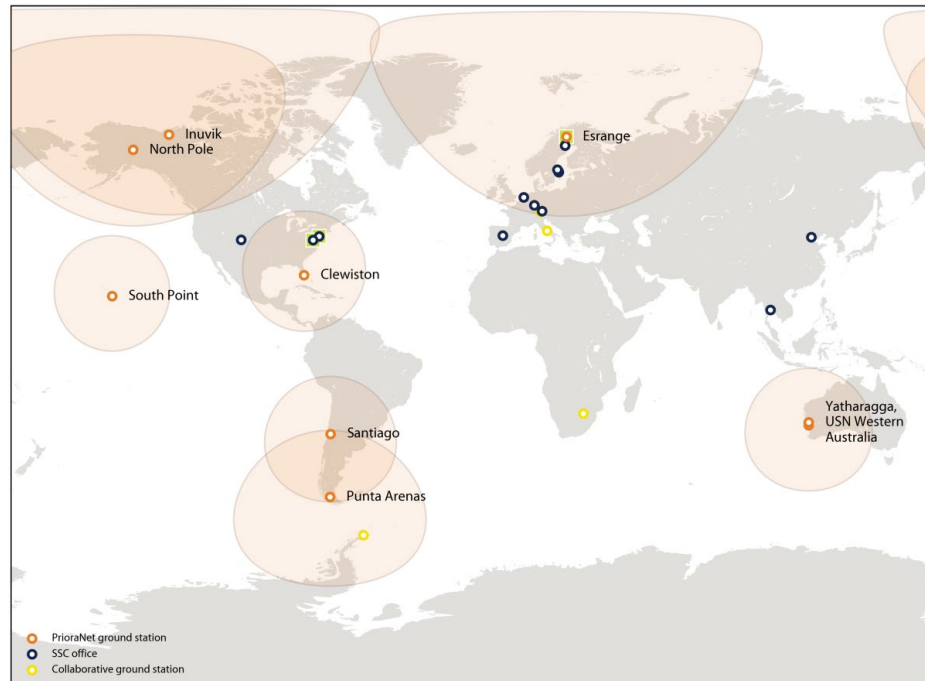 Inuvik
North Pole
Esrange
Clewiston
South Point
Yatharagga,
USN Western
Australia
Santiago
Punta Arenas
PrioraNet ground station
SSC office
Collaborative ground station